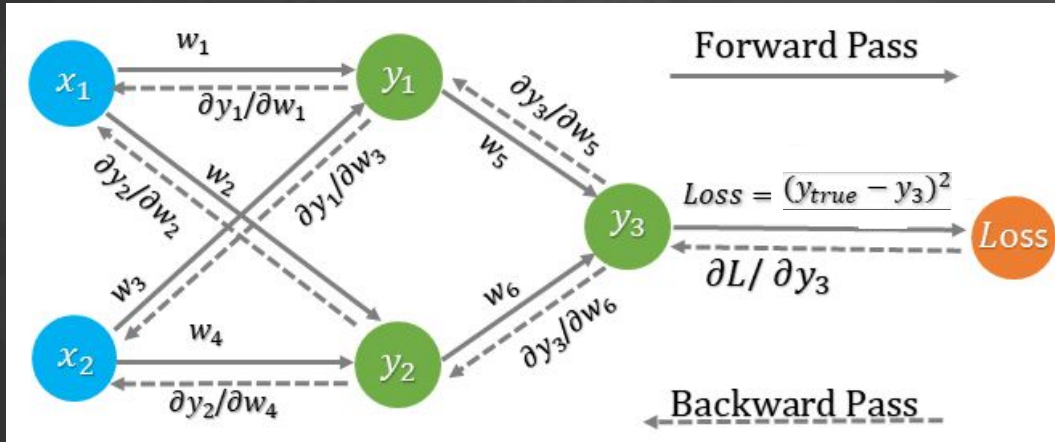 x₁
w₁
∂y₁/∂w₁
y₁
Forward Pass
w₂
∂y₂/∂w₂
∂y₁/∂w₃
w₅
∂y₃/∂w₅
y₃
Loss = (y_true − y₃)²
Loss
∂L/ ∂y₃
w₃
w₄
x₂
∂y₂/∂w₄
y₂
w₆
∂y₃/∂w₆
Backward Pass